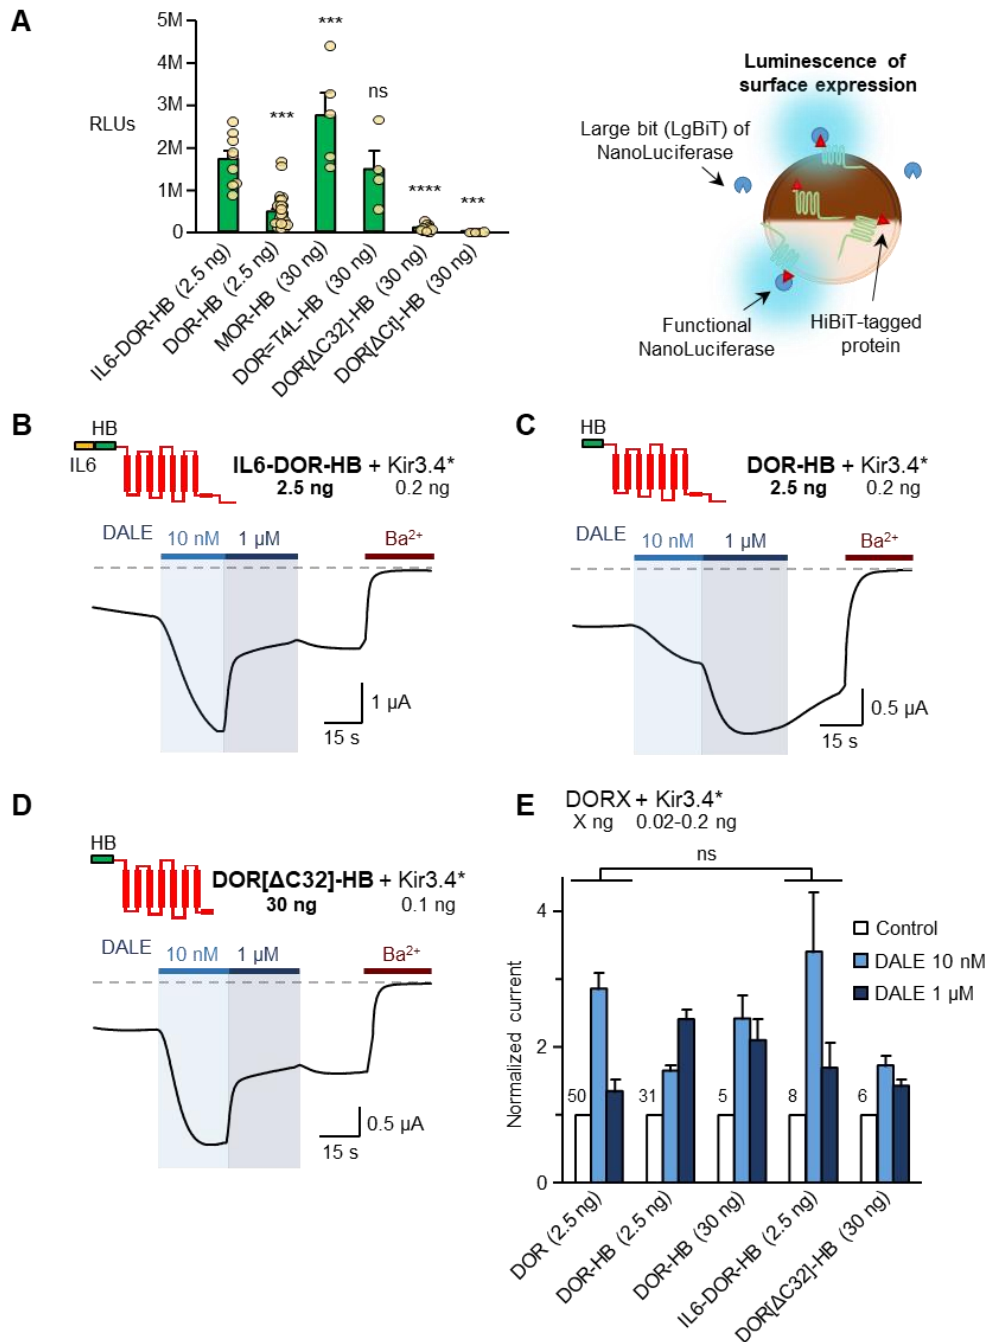 A
5M
4M
3M
2M
1M
0
RLUs
***
***
ns
****
***
IL6-DOR-HB (2.5 ng)
DOR-HB (2.5 ng)
MOR-HB (30 ng)
DOR=T4L-HB (30 ng)
DOR[ΔC32]-HB (30 ng)
DOR[ΔCt]-HB (30 ng)
Luminescence of
surface expression
Large bit (LgBiT) of
NanoLuciferase
Functional
NanoLuciferase
HiBiT-tagged
protein
B
HB
IL6
IL6-DOR-HB + Kir3.4*
2.5 ng 0.2 ng
DALE 10 nM 1 µM Ba2+
1 µA
15 s
C
HB
DOR-HB + Kir3.4*
2.5 ng 0.2 ng
DALE 10 nM 1 µM Ba2+
0.5 µA
15 s
D
HB
DOR[ΔC32]-HB + Kir3.4*
30 ng 0.1 ng
DALE 10 nM 1 µM Ba2+
0.5 µA
15 s
E
DORX + Kir3.4*
X ng 0.02-0.2 ng
ns
Normalized current
4
2
0
50 31 5 8 6
Control
DALE 10 nM
DALE 1 µM
DOR (2.5 ng)
DOR-HB (2.5 ng)
DOR-HB (30 ng)
IL6-DOR-HB (2.5 ng)
DOR[ΔC32]-HB (30 ng)